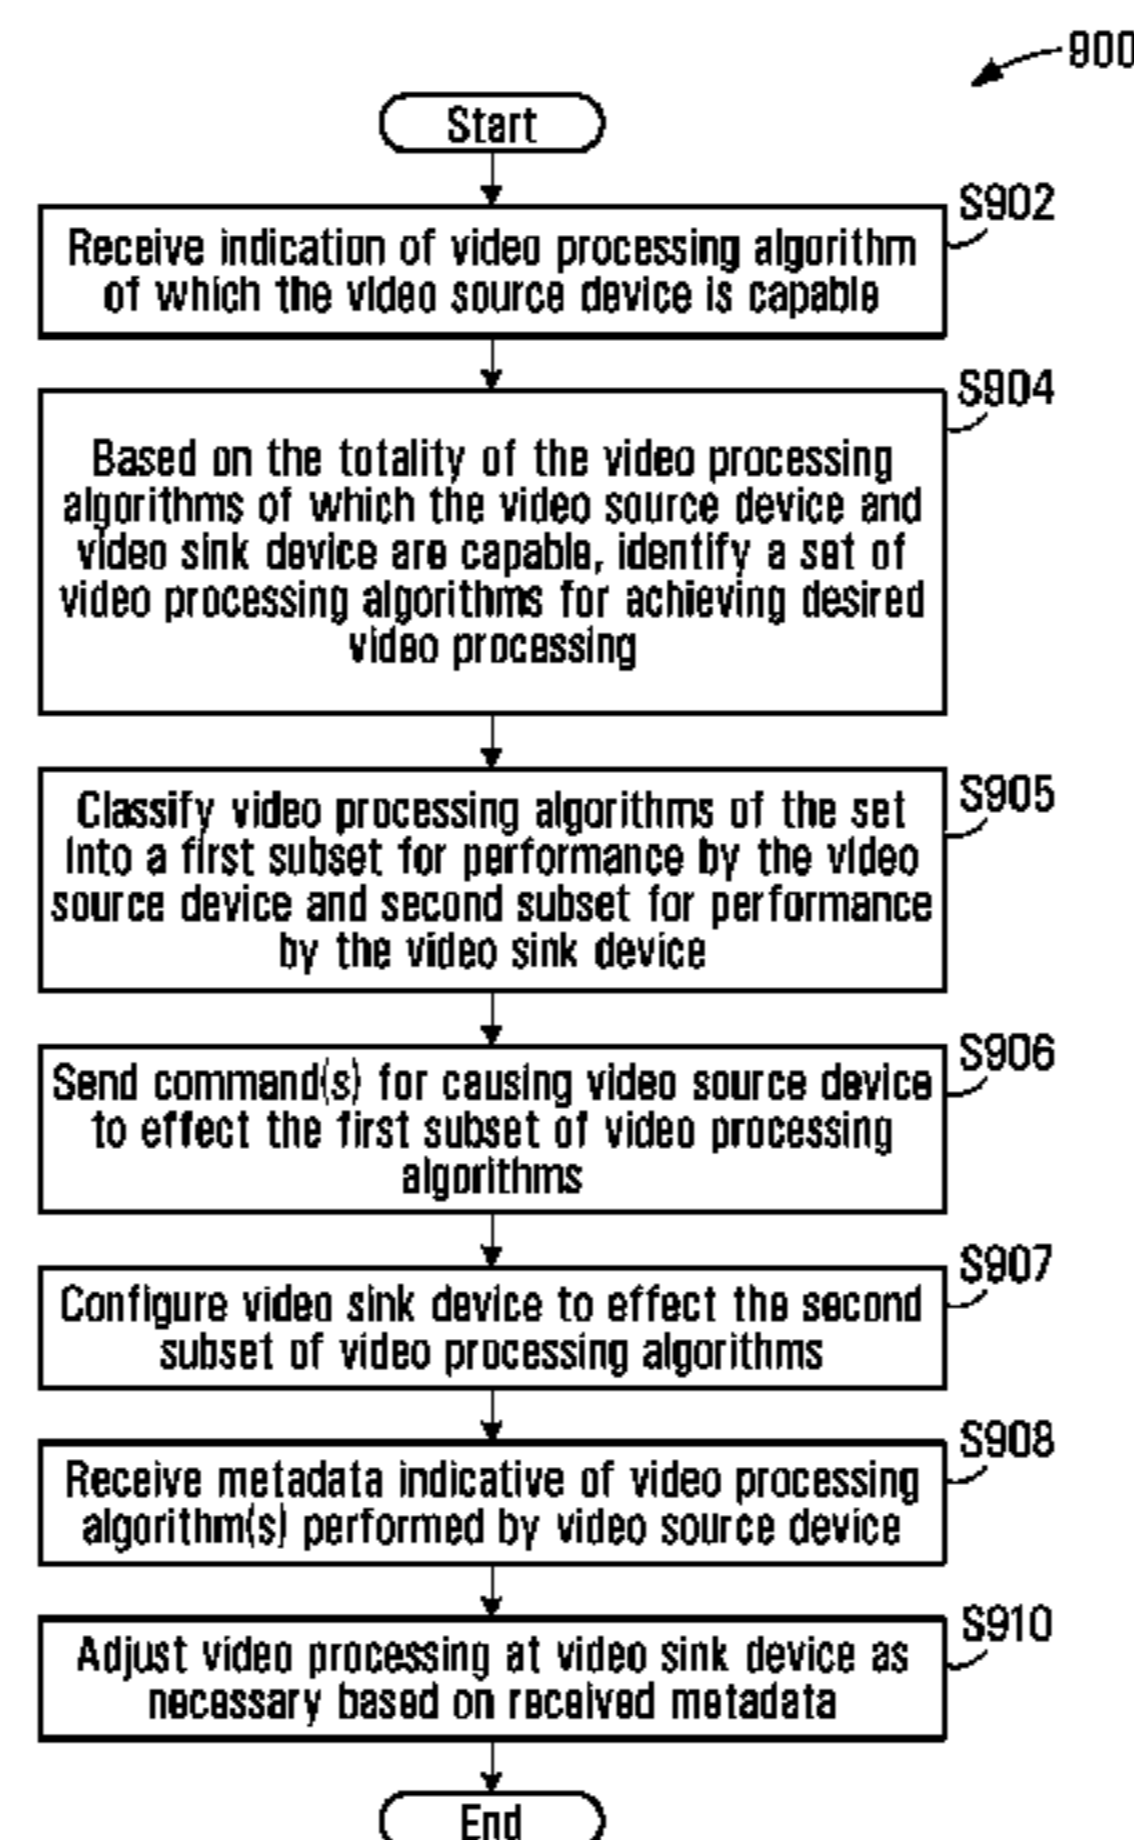 900
Start
S902
Receive indication of video processing algorithm
of which the video source device is capable
S904
Based on the totality of the video processing
algorithms of which the video source device and
video sink device are capable, identify a set of
video processing algorithms for achieving desired
video processing
S905
Classify video processing algorithms of the set
into a first subset for performance by the video
source device and second subset for performance
by the video sink device
S906
Send command(s) for causing video source device
to effect the first subset of video processing
algorithms
S907
Configure video sink device to effect the second
subset of video processing algorithms
S908
Receive metadata indicative of video processing
algorithm(s) performed by video source device
S910
Adjust video processing at video sink device as
necessary based on received metadata
End